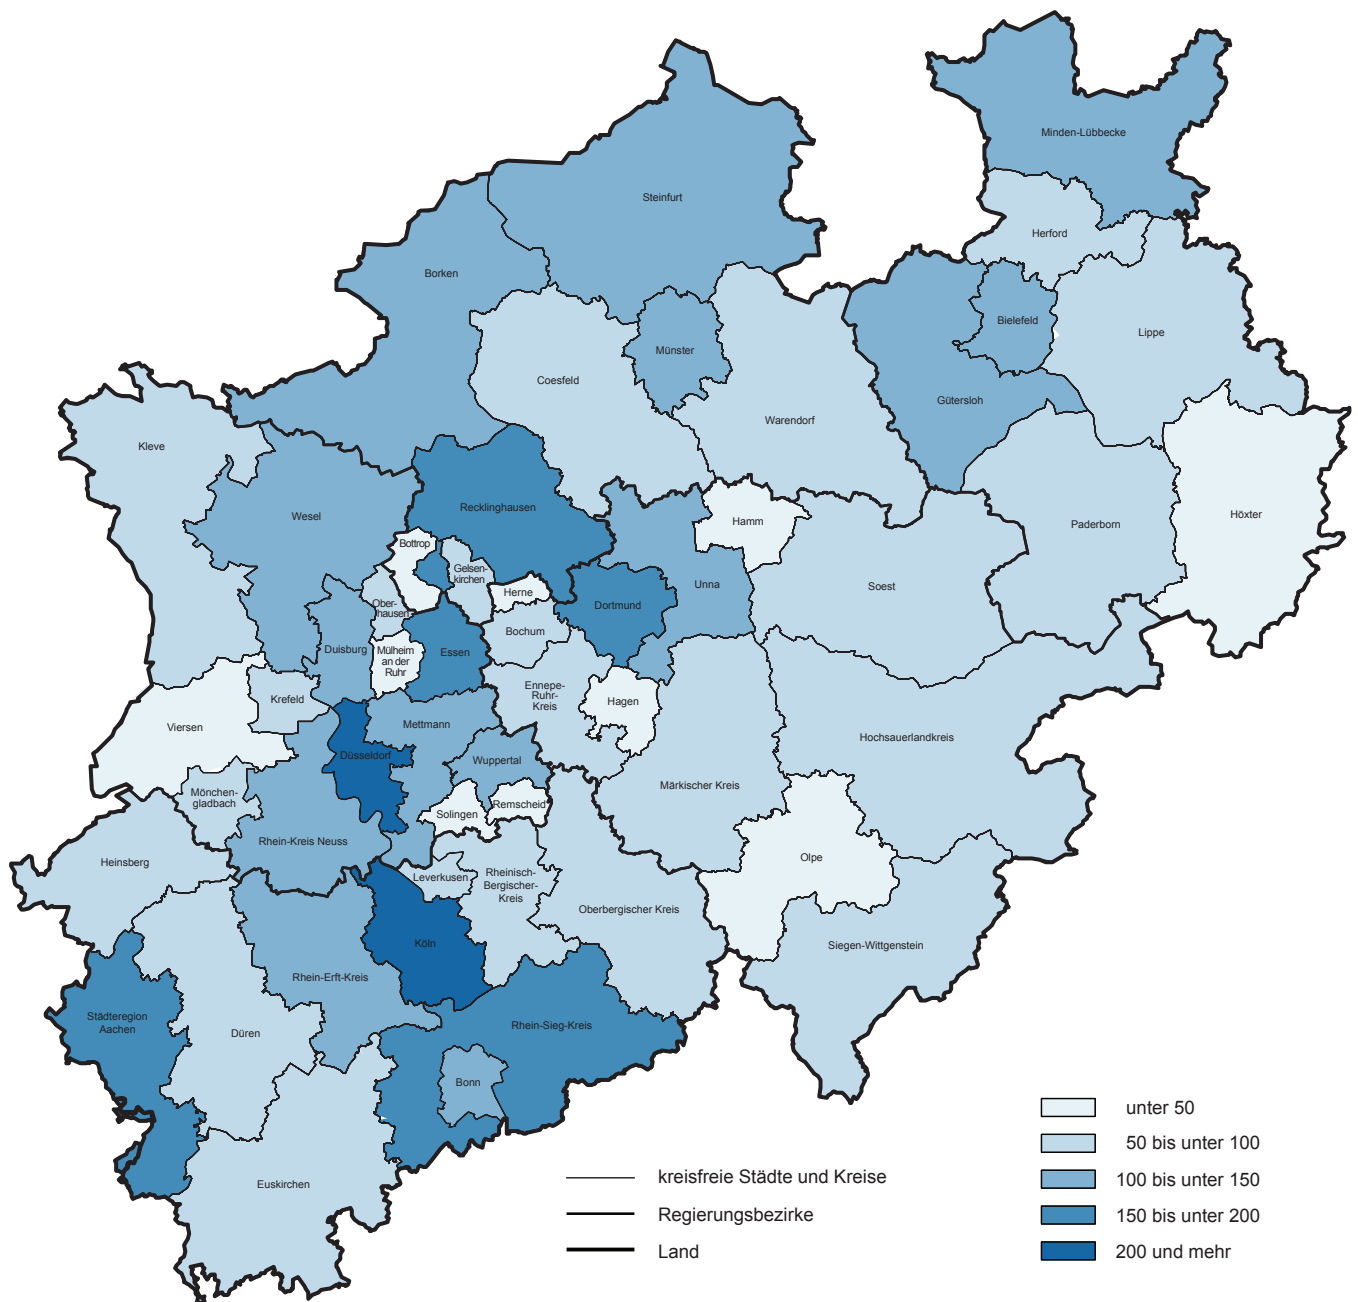 Minden-Lübbecke
Steinfurt
Herford
Borken
Bielefeld
Lippe
Münster
Coesfeld
Gütersloh
Warendorf
Kleve
Recklinghausen
Wesel
Höxter
Hamm
Paderborn
Bottrop
Gelsen-
kirchen
Unna
Soest
Herne
Ober-
hausen
Dortmund
Bochum
Duisburg
Mülheim
an der
Ruhr
Essen
Ennepe-
Ruhr-
Kreis
Krefeld
Hagen
Viersen
Mettmann
Hochsauerlandkreis
Düsseldorf
Wuppertal
Märkischer Kreis
Mönchen-
gladbach
Remscheid
Solingen
Rhein-Kreis Neuss
Olpe
Heinsberg
Leverkusen
Rheinisch-
Bergischer-
Kreis
Oberbergischer Kreis
Köln
Siegen-Wittgenstein
Rhein-Erft-Kreis
Städteregion
Aachen
Rhein-Sieg-Kreis
Düren
Bonn
Euskirchen
kreisfreie Städte und Kreise
Regierungsbezirke
Land
unter 50
50 bis unter 100
100 bis unter 150
150 bis unter 200
200 und mehr